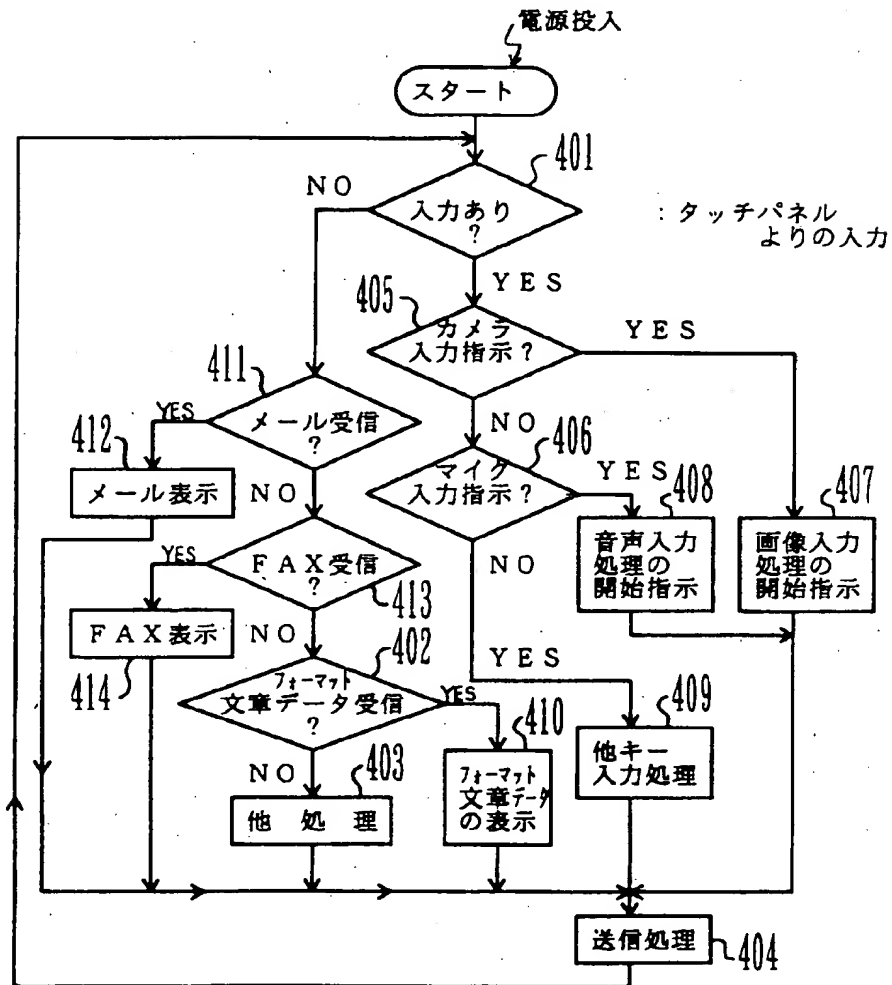 電源投入
スタート
401
NO
入力あり
?
:タッチパネル
よりの入力
YES
405
カメラ
入力指示?
YES
411
メール受信
?
YES
NO
406
マイク
入力指示?
YES
412
メール表示
NO
408
音声入力
処理の
開始指示
407
画像入力
処理の
開始指示
YES
FAX受信
?
413
NO
FAX表示
414
NO
402
フォーマット
文章データ受信
?
YES
YES
409
他キー
入力処理
410
フォーマット
文章データ
の表示
NO
403
他 処 理
送信処理
404